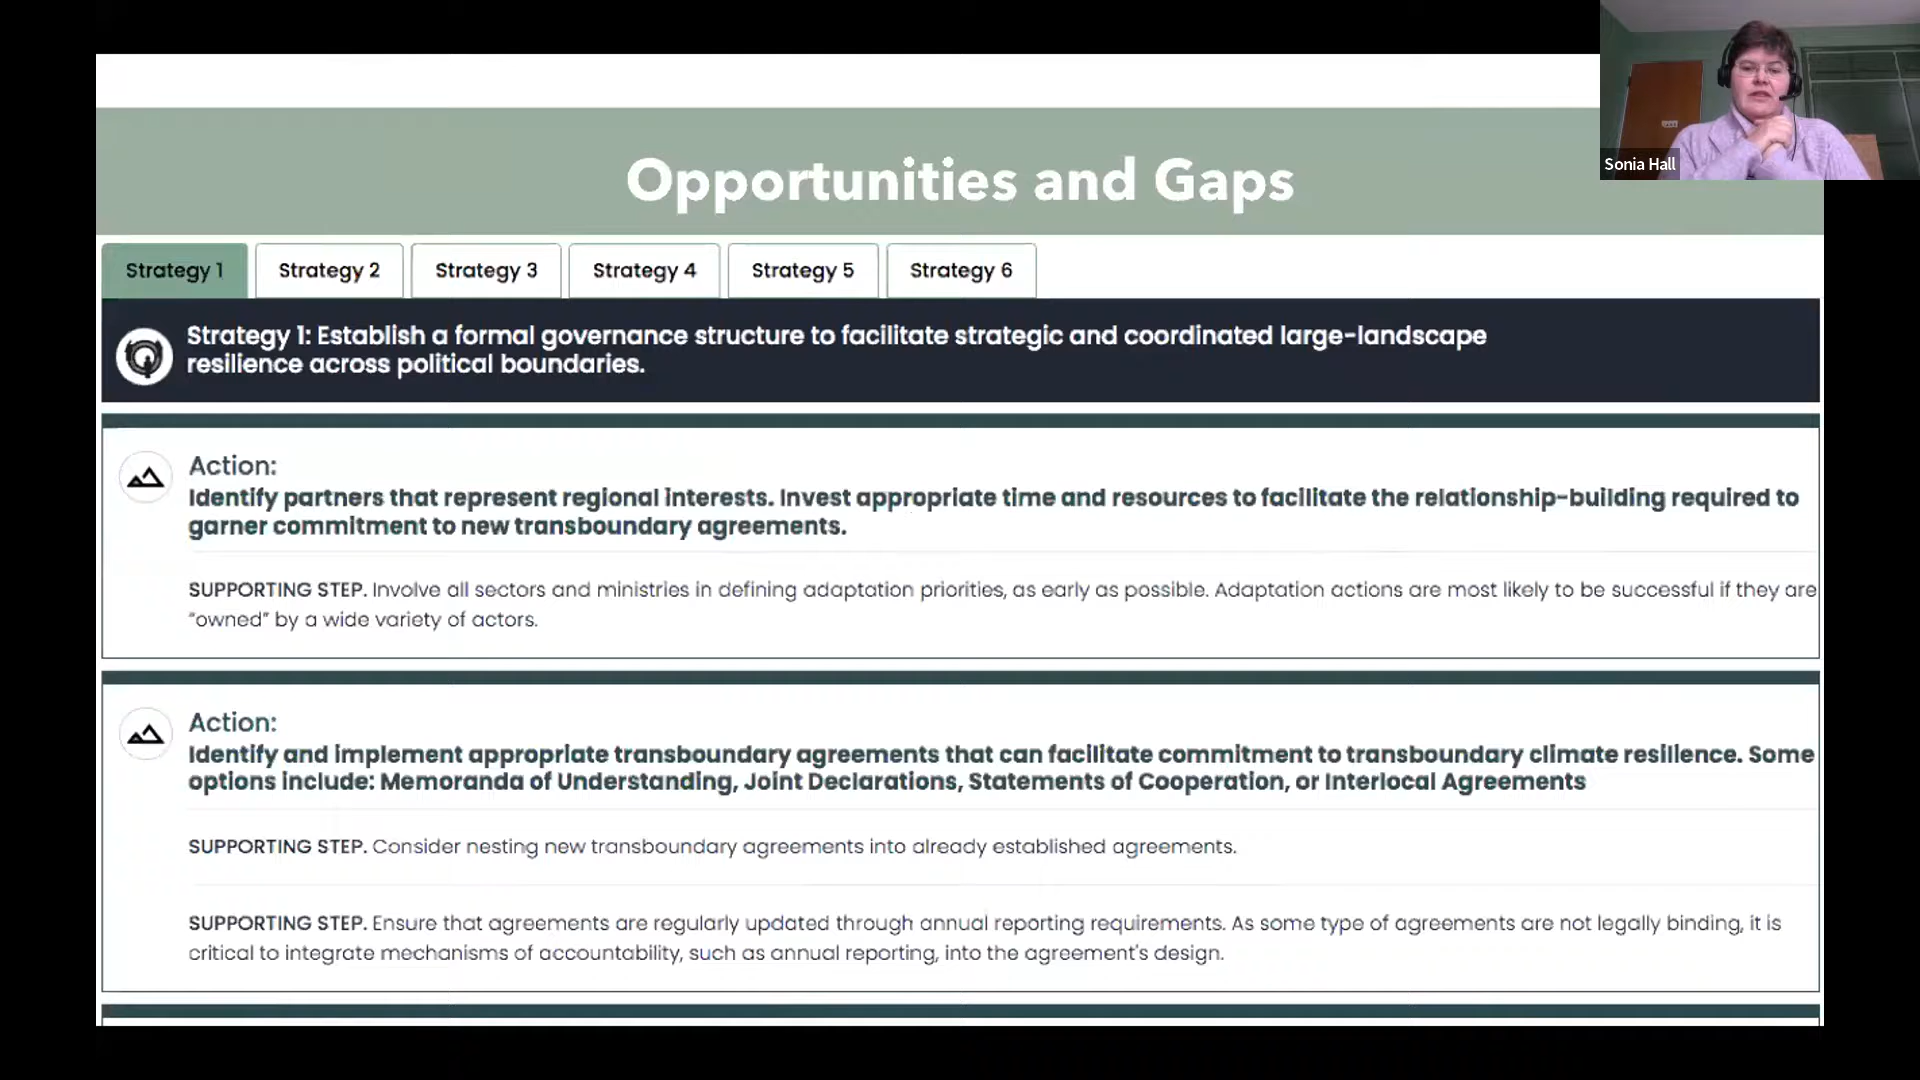 Sonia Hall
Opportunities and Gaps
Strategy 1
Strategy 2
Strategy 3
Strategy 4
Strategy 5
Strategy 6
Strategy 1: Establish a formal governance structure to facilitate strategic and coordinated large-landscape
resilience across political boundaries.
Action:
Identify partners that represent regional interests. Invest appropriate time and resources to facilitate the relationship-building required to
garner commitment to new transboundary agreements.
SUPPORTING STEP. Involve all sectors and ministries in defining adaptation priorities, as early as possible. Adaptation actions are most likely to be successful if they are
“owned” by a wide variety of actors.
Action:
Identify and implement appropriate transboundary agreements that can facilitate commitment to transboundary climate resilience. Some
options include: Memoranda of Understanding, Joint Declarations, Statements of Cooperation, or Interlocal Agreements
SUPPORTING STEP. Consider nesting new transboundary agreements into already established agreements.
SUPPORTING STEP. Ensure that agreements are regularly updated through annual reporting requirements. As some type of agreements are not legally binding, it is
critical to integrate mechanisms of accountability, such as annual reporting, into the agreement's design.